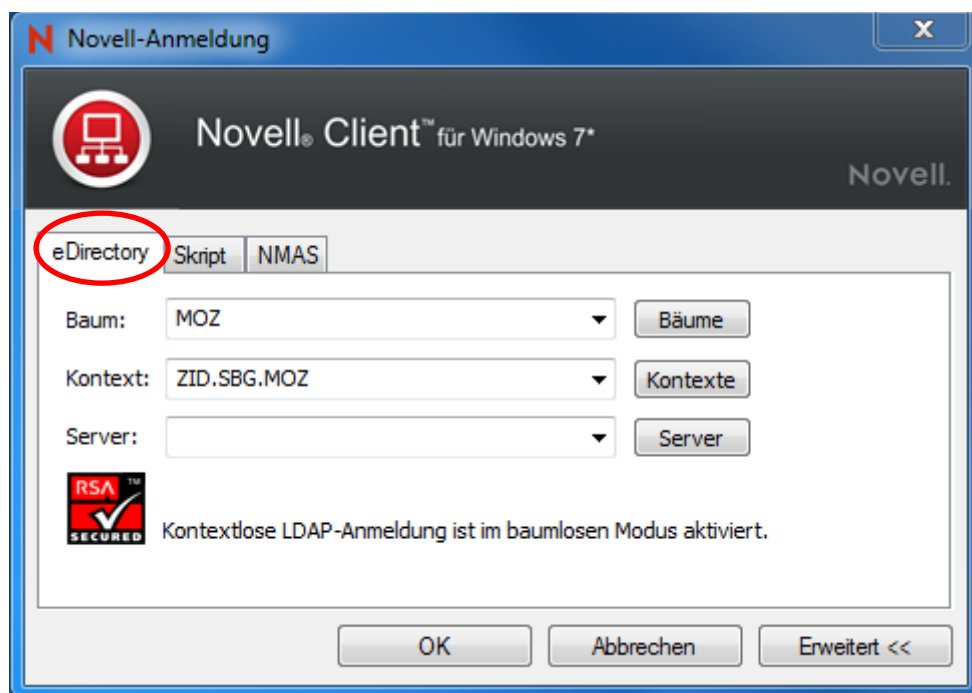 N Novell-Anmeldung
Novell® Client™ für Windows 7*
Novell.
eDirectory Skript NMAS
Baum: MOZ Bäume
Kontext: ZID.SBG.MOZ Kontexte
Server: Server
RSA ™
SECURED
Kontextlose LDAP-Anmeldung ist im baumlosen Modus aktiviert.
OK Abbrechen Erweitert <<